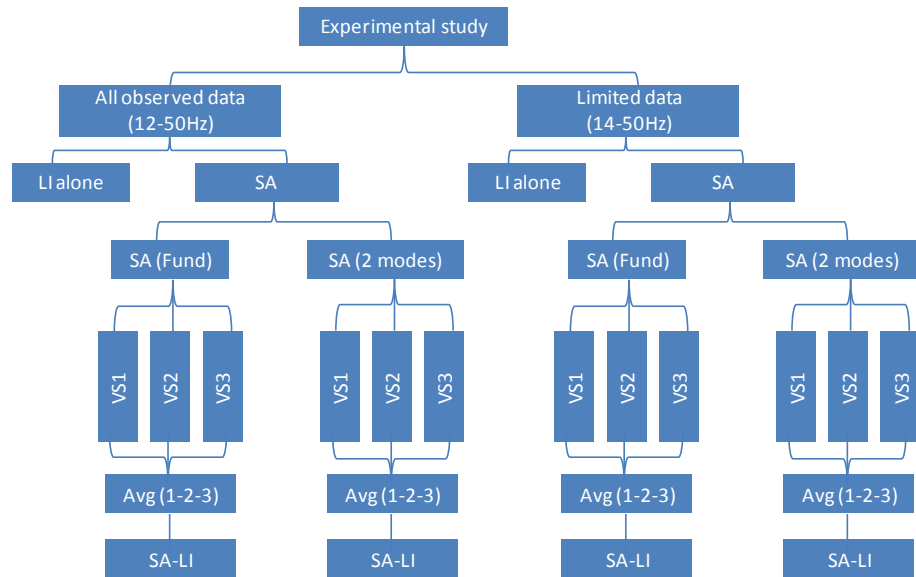 Experimental study
All observed data
(12-50Hz)
Limited data
(14-50Hz)
LI alone
SA
LI alone
SA
SA (Fund)
SA (2 modes)
SA (Fund)
SA (2 modes)
VS1
VS2
VS3
VS1
VS2
VS3
VS1
VS2
VS3
VS1
VS2
VS3
Avg (1-2-3)
Avg (1-2-3)
Avg (1-2-3)
Avg (1-2-3)
SA-LI
SA-LI
SA-LI
SA-LI